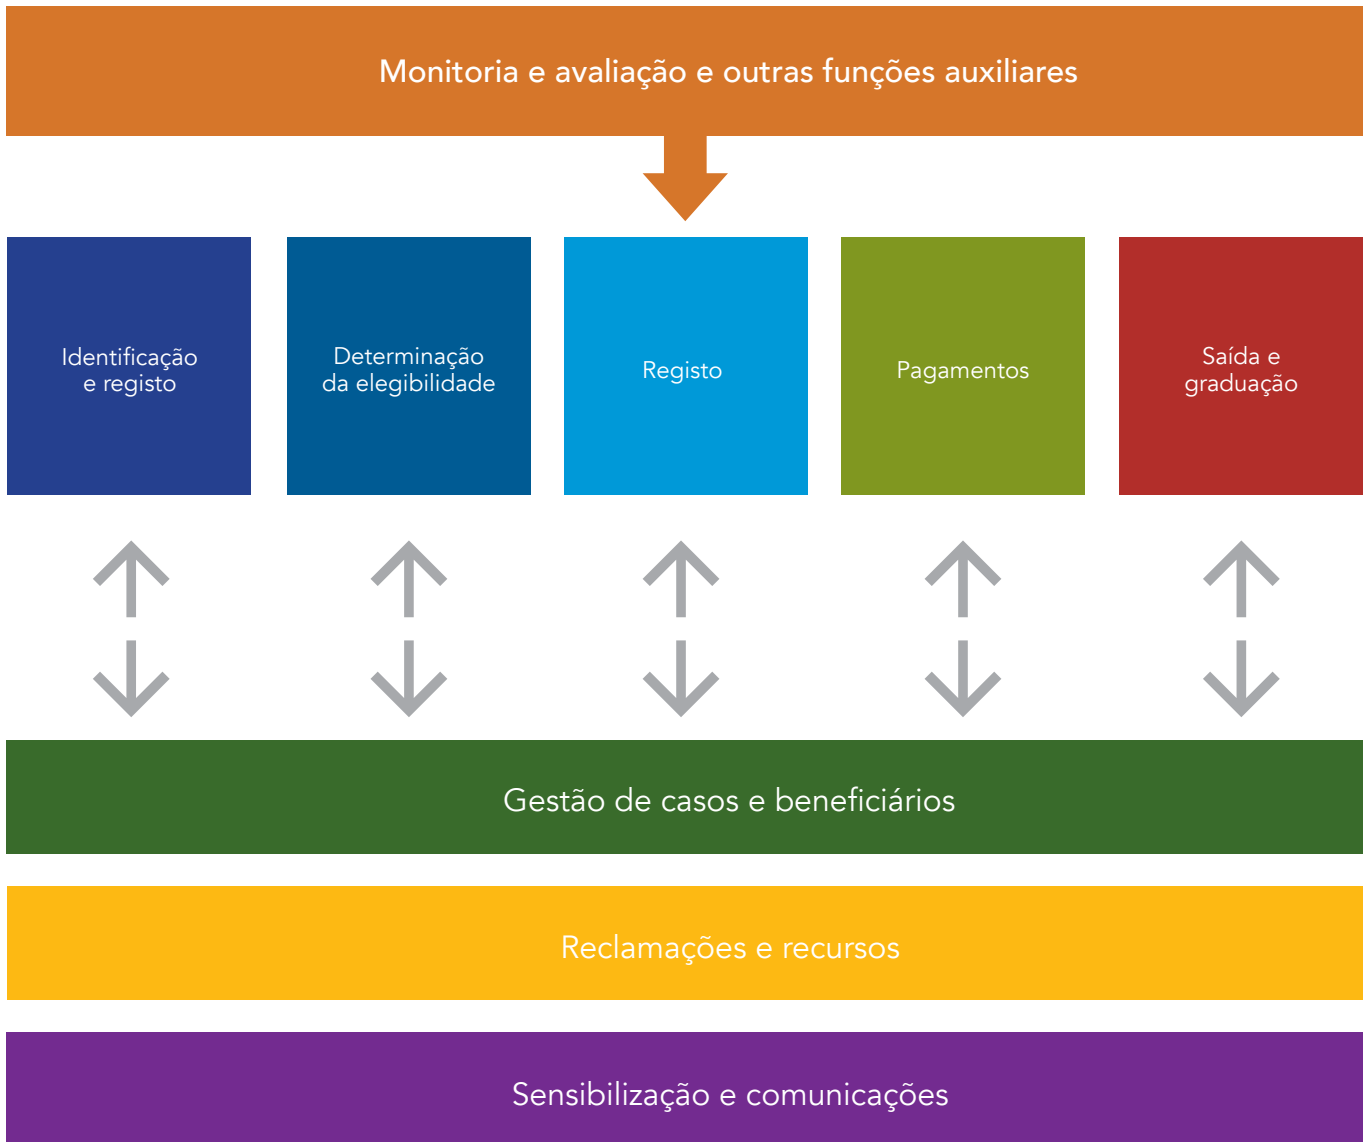 Monitoria e avaliação e outras funções auxiliares
Identificação
e registo
Determinação
da elegibilidade
Registo
Pagamentos
Saída e
graduação
Gestão de casos e beneficiários
Reclamações e recursos
Sensibilização e comunicações